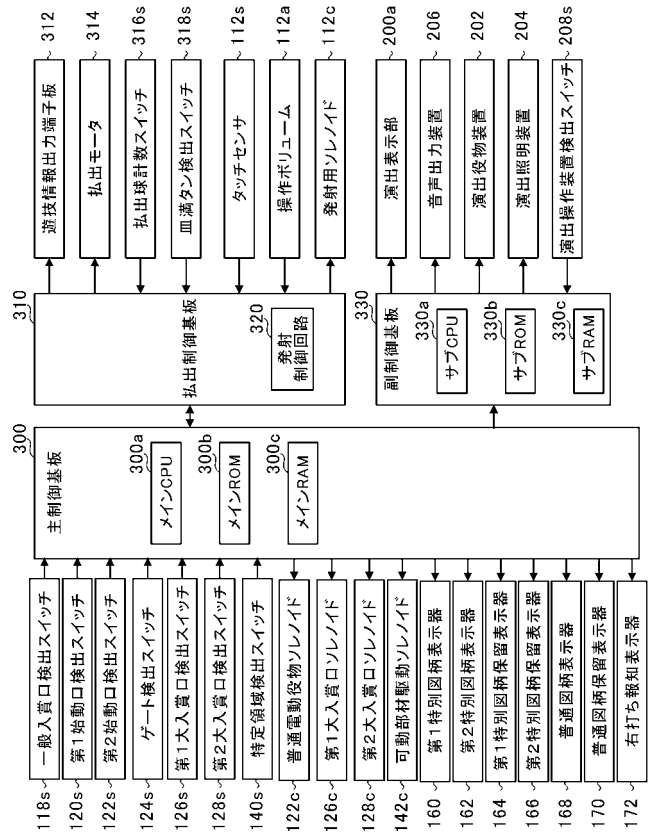 118s
一般入賞口検出スイッチ
120s
第1始動口検出スイッチ
122s
第2始動口検出スイッチ
124s
ゲート検出スイッチ
126s
第1大入賞口検出スイッチ
128s
第2大入賞口検出スイッチ
140s
特定領域検出スイッチ
122c
普通電動役物ソレノイド
126c
第1大入賞口ソレノイド
128c
第2大入賞口ソレノイド
142c
可動部材駆動ソレノイド
160
第1特別図柄表示器
162
第2特別図柄表示器
164
第1特別図柄保留表示器
166
第2特別図柄保留表示器
168
普通図柄表示器
170
普通図柄保留表示器
172
右打ち報知表示器
300
主制御基板
300a
メインCPU
300b
メインROM
300c
メインRAM
310
払出制御基板
320
発射
制御回路
330
副制御基板
330a
サブCPU
330b
サブROM
330c
サブRAM
遊技情報出力端子板
312
払出モータ
314
払出球計数スイッチ
316s
皿満タン検出スイッチ
318s
タッチセンサ
112s
操作ボリューム
112a
発射用ソレノイド
112c
演出表示部
200a
音声出力装置
206
演出役物装置
202
演出照明装置
204
演出操作装置検出スイッチ
208s